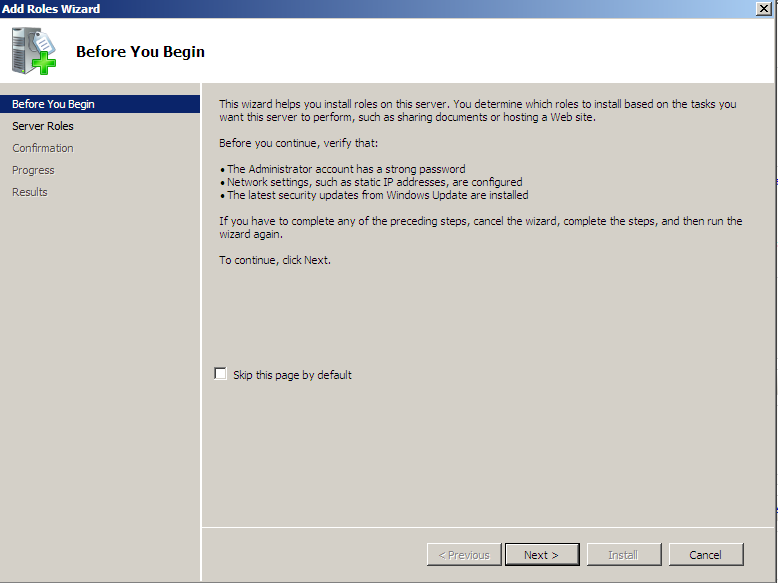 Add Roles Wizard
Before You Begin
Before You Begin
Server Roles
Confirmation
Progress
Results
This wizard helps you install roles on this server. You determine which roles to install based on the tasks you
want this server to perform, such as sharing documents or hosting a Web site.
Before you continue, verify that:
• The Administrator account has a strong password
• Network settings, such as static IP addresses, are configured
• The latest security updates from Windows Update are installed
If you have to complete any of the preceding steps, cancel the wizard, complete the steps, and then run the
wizard again.
To continue, click Next.
Skip this page by default
< Previous
Next >
Install
Cancel